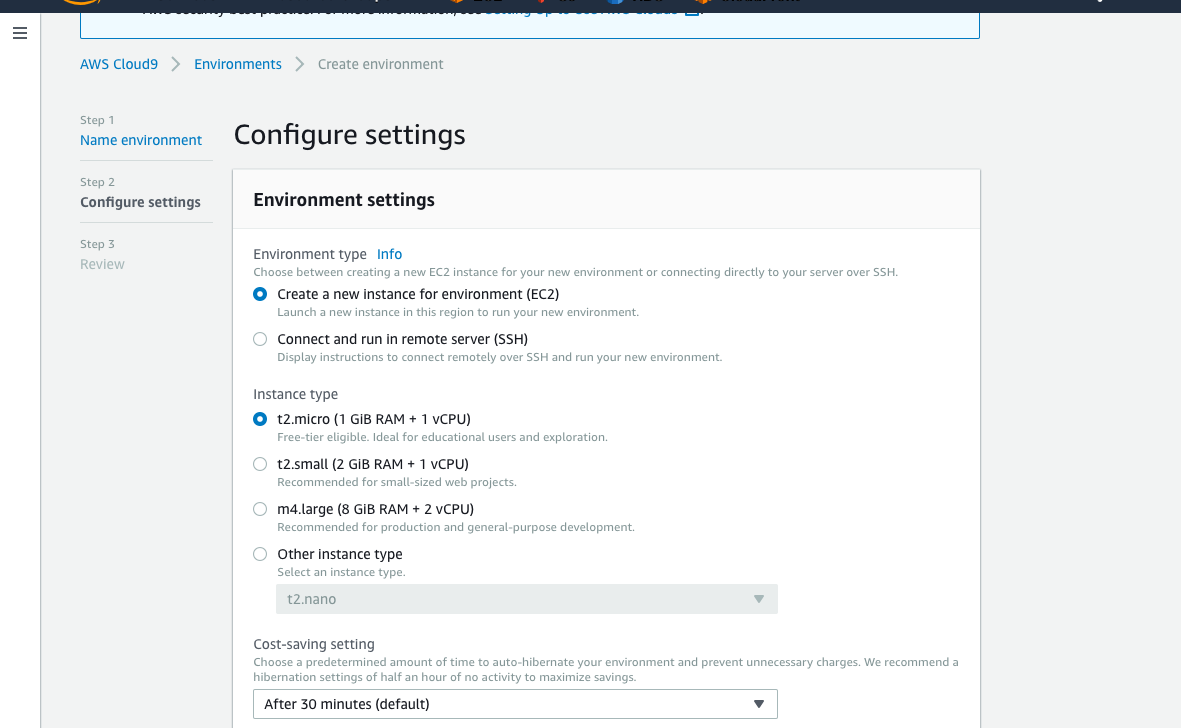 AWS Cloud9
Environments
Create environment
Step 1
Name environment
Step 2
Configure settings
Step 3
Review
Configure settings
Environment settings
Environment type Info
Choose between creating a new EC2 instance for your new environment or connecting directly to your server over SSH.
Create a new instance for environment (EC2)
Launch a new instance in this region to run your new environment.
Connect and run in remote server (SSH)
Display instructions to connect remotely over SSH and run your new environment.
Instance type
t2.micro (1 GiB RAM + 1 vCPU)
Free-tier eligible. Ideal for educational users and exploration.
t2.small (2 GiB RAM + 1 vCPU)
Recommended for small-sized web projects.
m4.large (8 GiB RAM + 2 vCPU)
Recommended for production and general-purpose development.
Other instance type
Select an instance type.
t2.nano
Cost-saving setting
Choose a predetermined amount of time to auto-hibernate your environment and prevent unnecessary charges. We recommend a
hibernation settings of half an hour of no activity to maximize savings.
After 30 minutes (default)